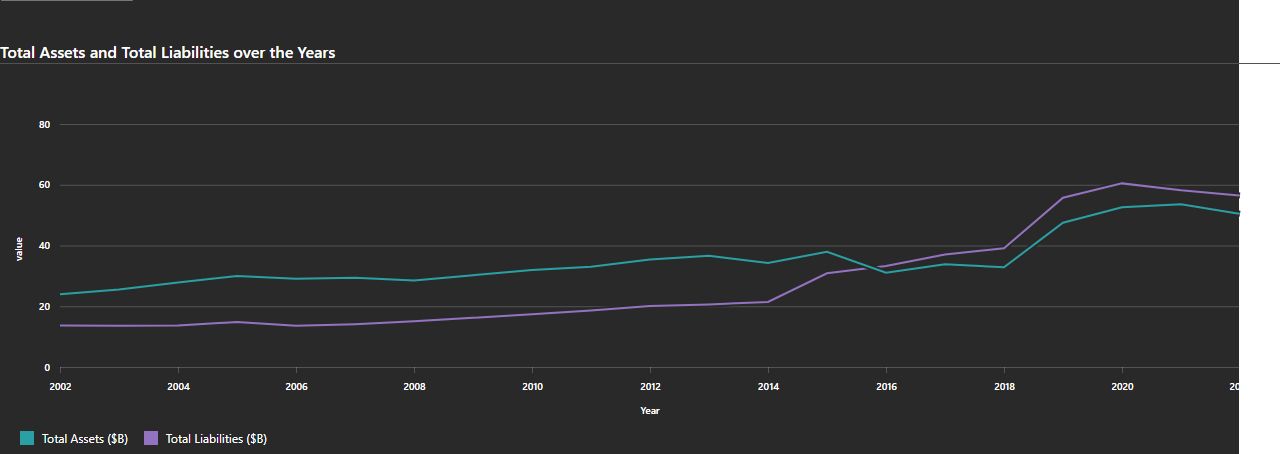 Total Assets and Total Liabilities over the Years
80
60
40
20
0
value
2002 2004 2006 2008 2010 2012 2014 2016 2018 2020 20
Year
Total Assets ($B) Total Liabilities ($B)